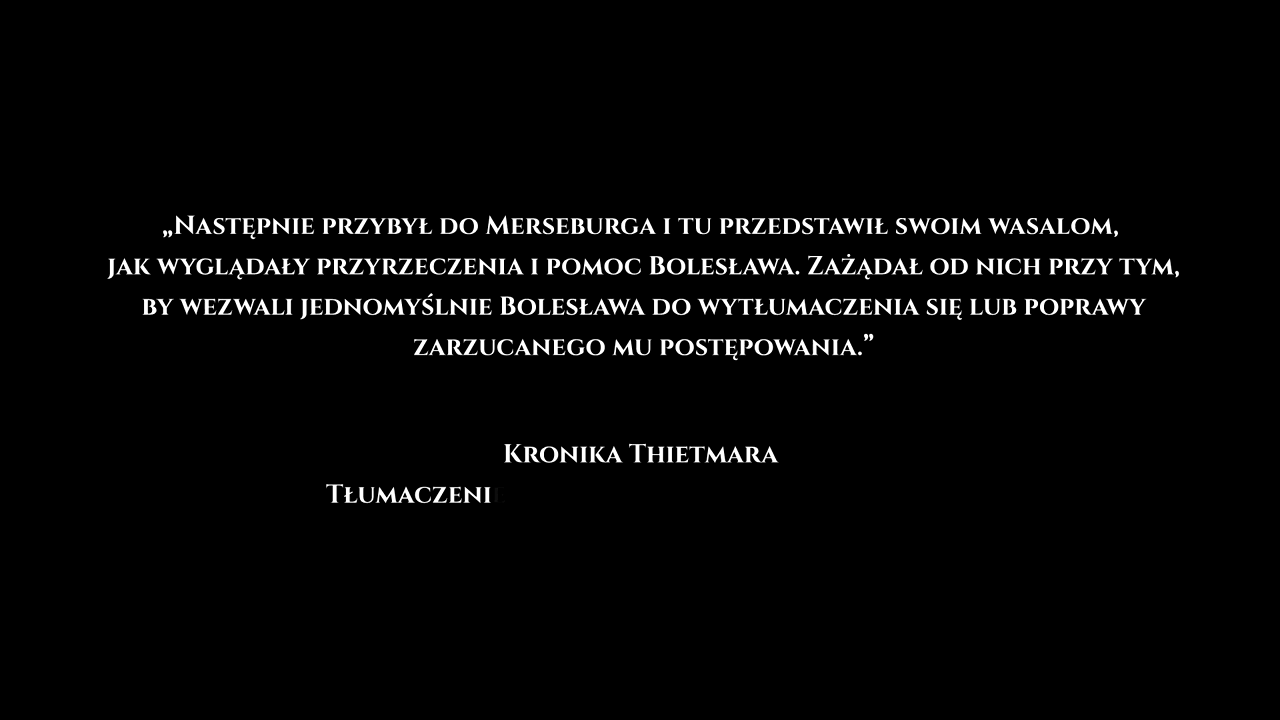 „Następnie przybył do Merseburga i tu przedstawił swoim wasalom,
jak wyglądały przyrzeczenia i pomoc Bolesława. Zażądał od nich przy tym,
by wezwali jednomyślnie Bolesława do wytłumaczenia się lub poprawy
zarzucanego mu postępowania.”
Kronika Thietmara
Tłumaczeni